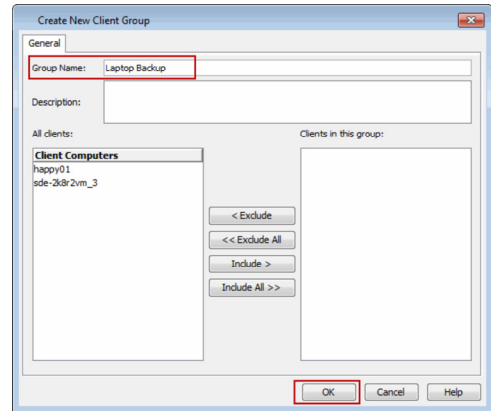 Create New Client Group
General
Group Name: Laptop Backup
Description:
All clients: Clients in this group:
Client Computers
happy01
sde-2k8r2vm_3
< Exclude
<< Exclude All
Include >
Include All >>
OK Cancel Help